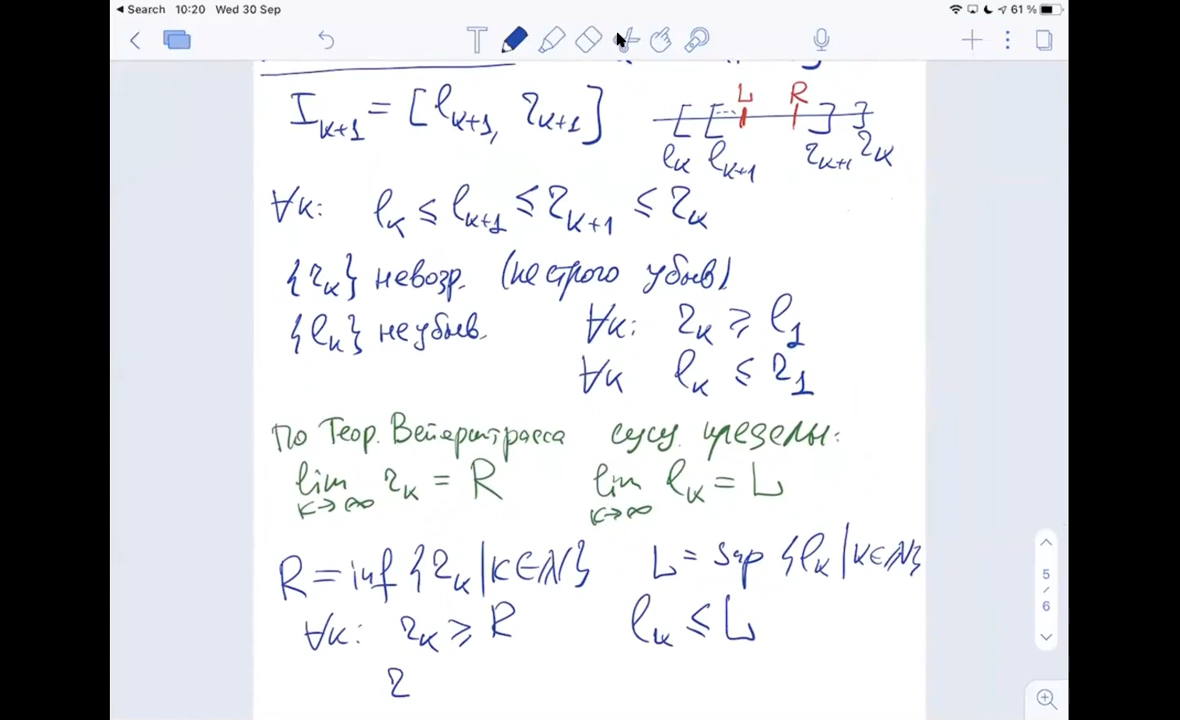 Search 10:20 Wed 30 Sep 61 %
I_{k+1} = [l_{k+1}, r_{k+1}]
L R
[ [ ] ]
l_k l_{k+1} r_{k+1} r_k
∀k: l_k ≤ l_{k+1} ≤ r_{k+1} ≤ r_k
{r_k} невозр. (нестрого убыв)
{l_k} неубыв. ∀k: r_k ≥ l_1
∀k l_k ≤ r_1
По Теор. Вейерштрасса сущ. пределы:
lim_{k→∞} r_k = R lim_{k→∞} l_k = L
R = inf {r_k | k∈N} L = sup {l_k | k∈N}
∀k: r_k ≥ R l_k ≤ L
r
5
/
6